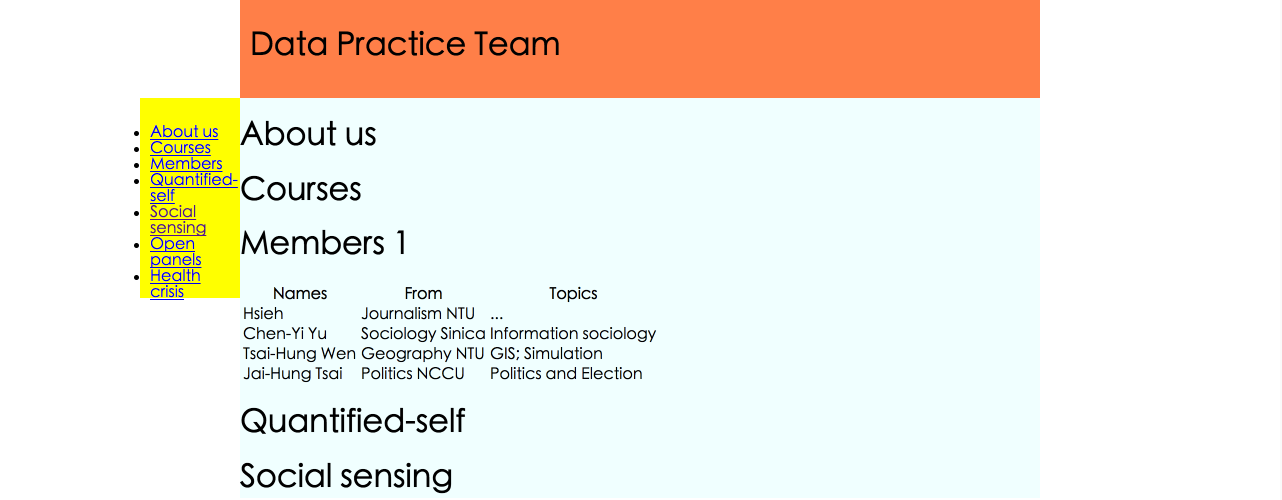 Data Practice Team
About us
Courses
Members
Quantified-
self
Social
sensing
Open
panels
Health
crisis
About us
Courses
Members 1
Names From Topics
Hsieh Journalism NTU ...
Chen-Yi Yu Sociology Sinica Information sociology
Tsai-Hung Wen Geography NTU GIS; Simulation
Jai-Hung Tsai Politics NCCU Politics and Election
Quantified-self
Social sensing